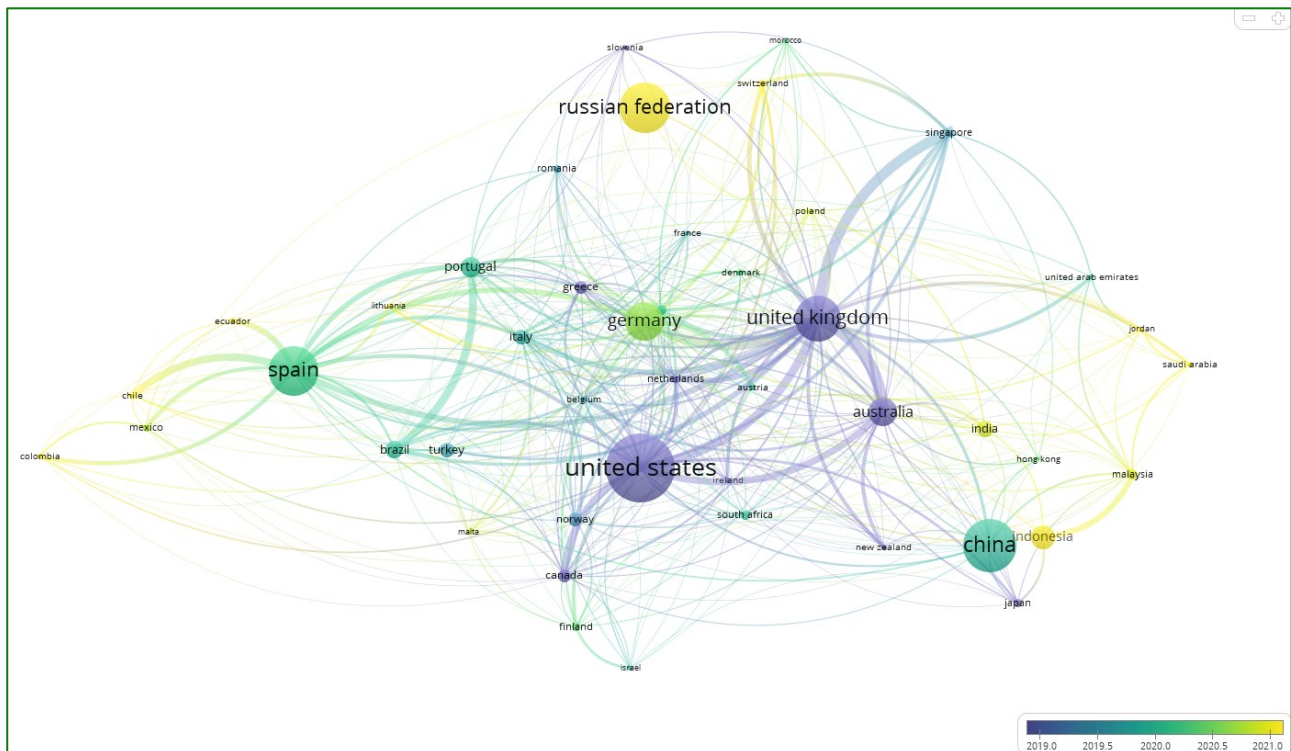 slovenia
morocco
switzerland
russian federation
singapore
romania
poland
france
portugal
denmark
united arab emirates
greece
lithuania
ecuador
germany
united kingdom
jordan
italy
saudi arabia
spain
netherlands
austria
chile
belgium
australia
mexico
india
brazil
turkey
colombia
hong kong
united states
malaysia
ireland
south africa
norway
malta
indonesia
china
new zealand
canada
japan
finland
israel
2019.0 2019.5 2020.0 2020.5 2021.0